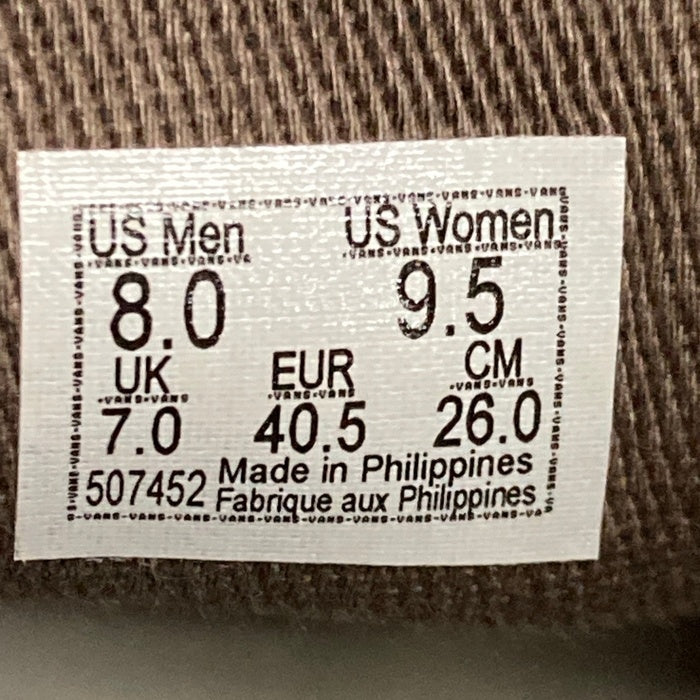 US Men US Women
8.0 9.5
UK EUR CM
7.0 40.5 26.0
507452 Made in Philippines
Fabrique aux Philippines